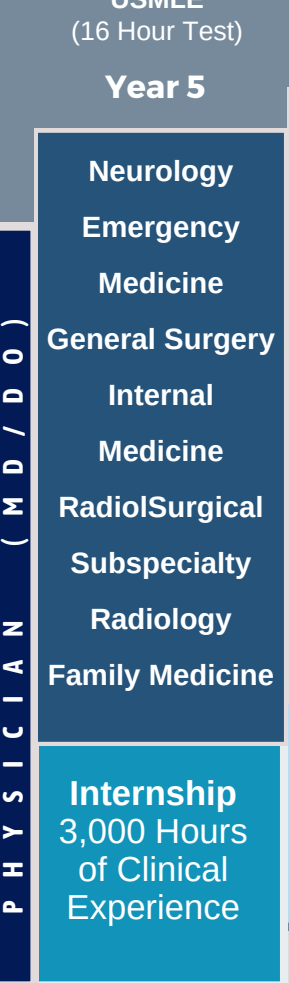 USMLE
(16 Hour Test)
Year 5
Neurology
Emergency
Medicine
General Surgery
Internal
Medicine
RadiolSurgical
Subspecialty
Radiology
Family Medicine
Internship
3,000 Hours
of Clinical
Experience
PHYSICIAN (MD/DO)